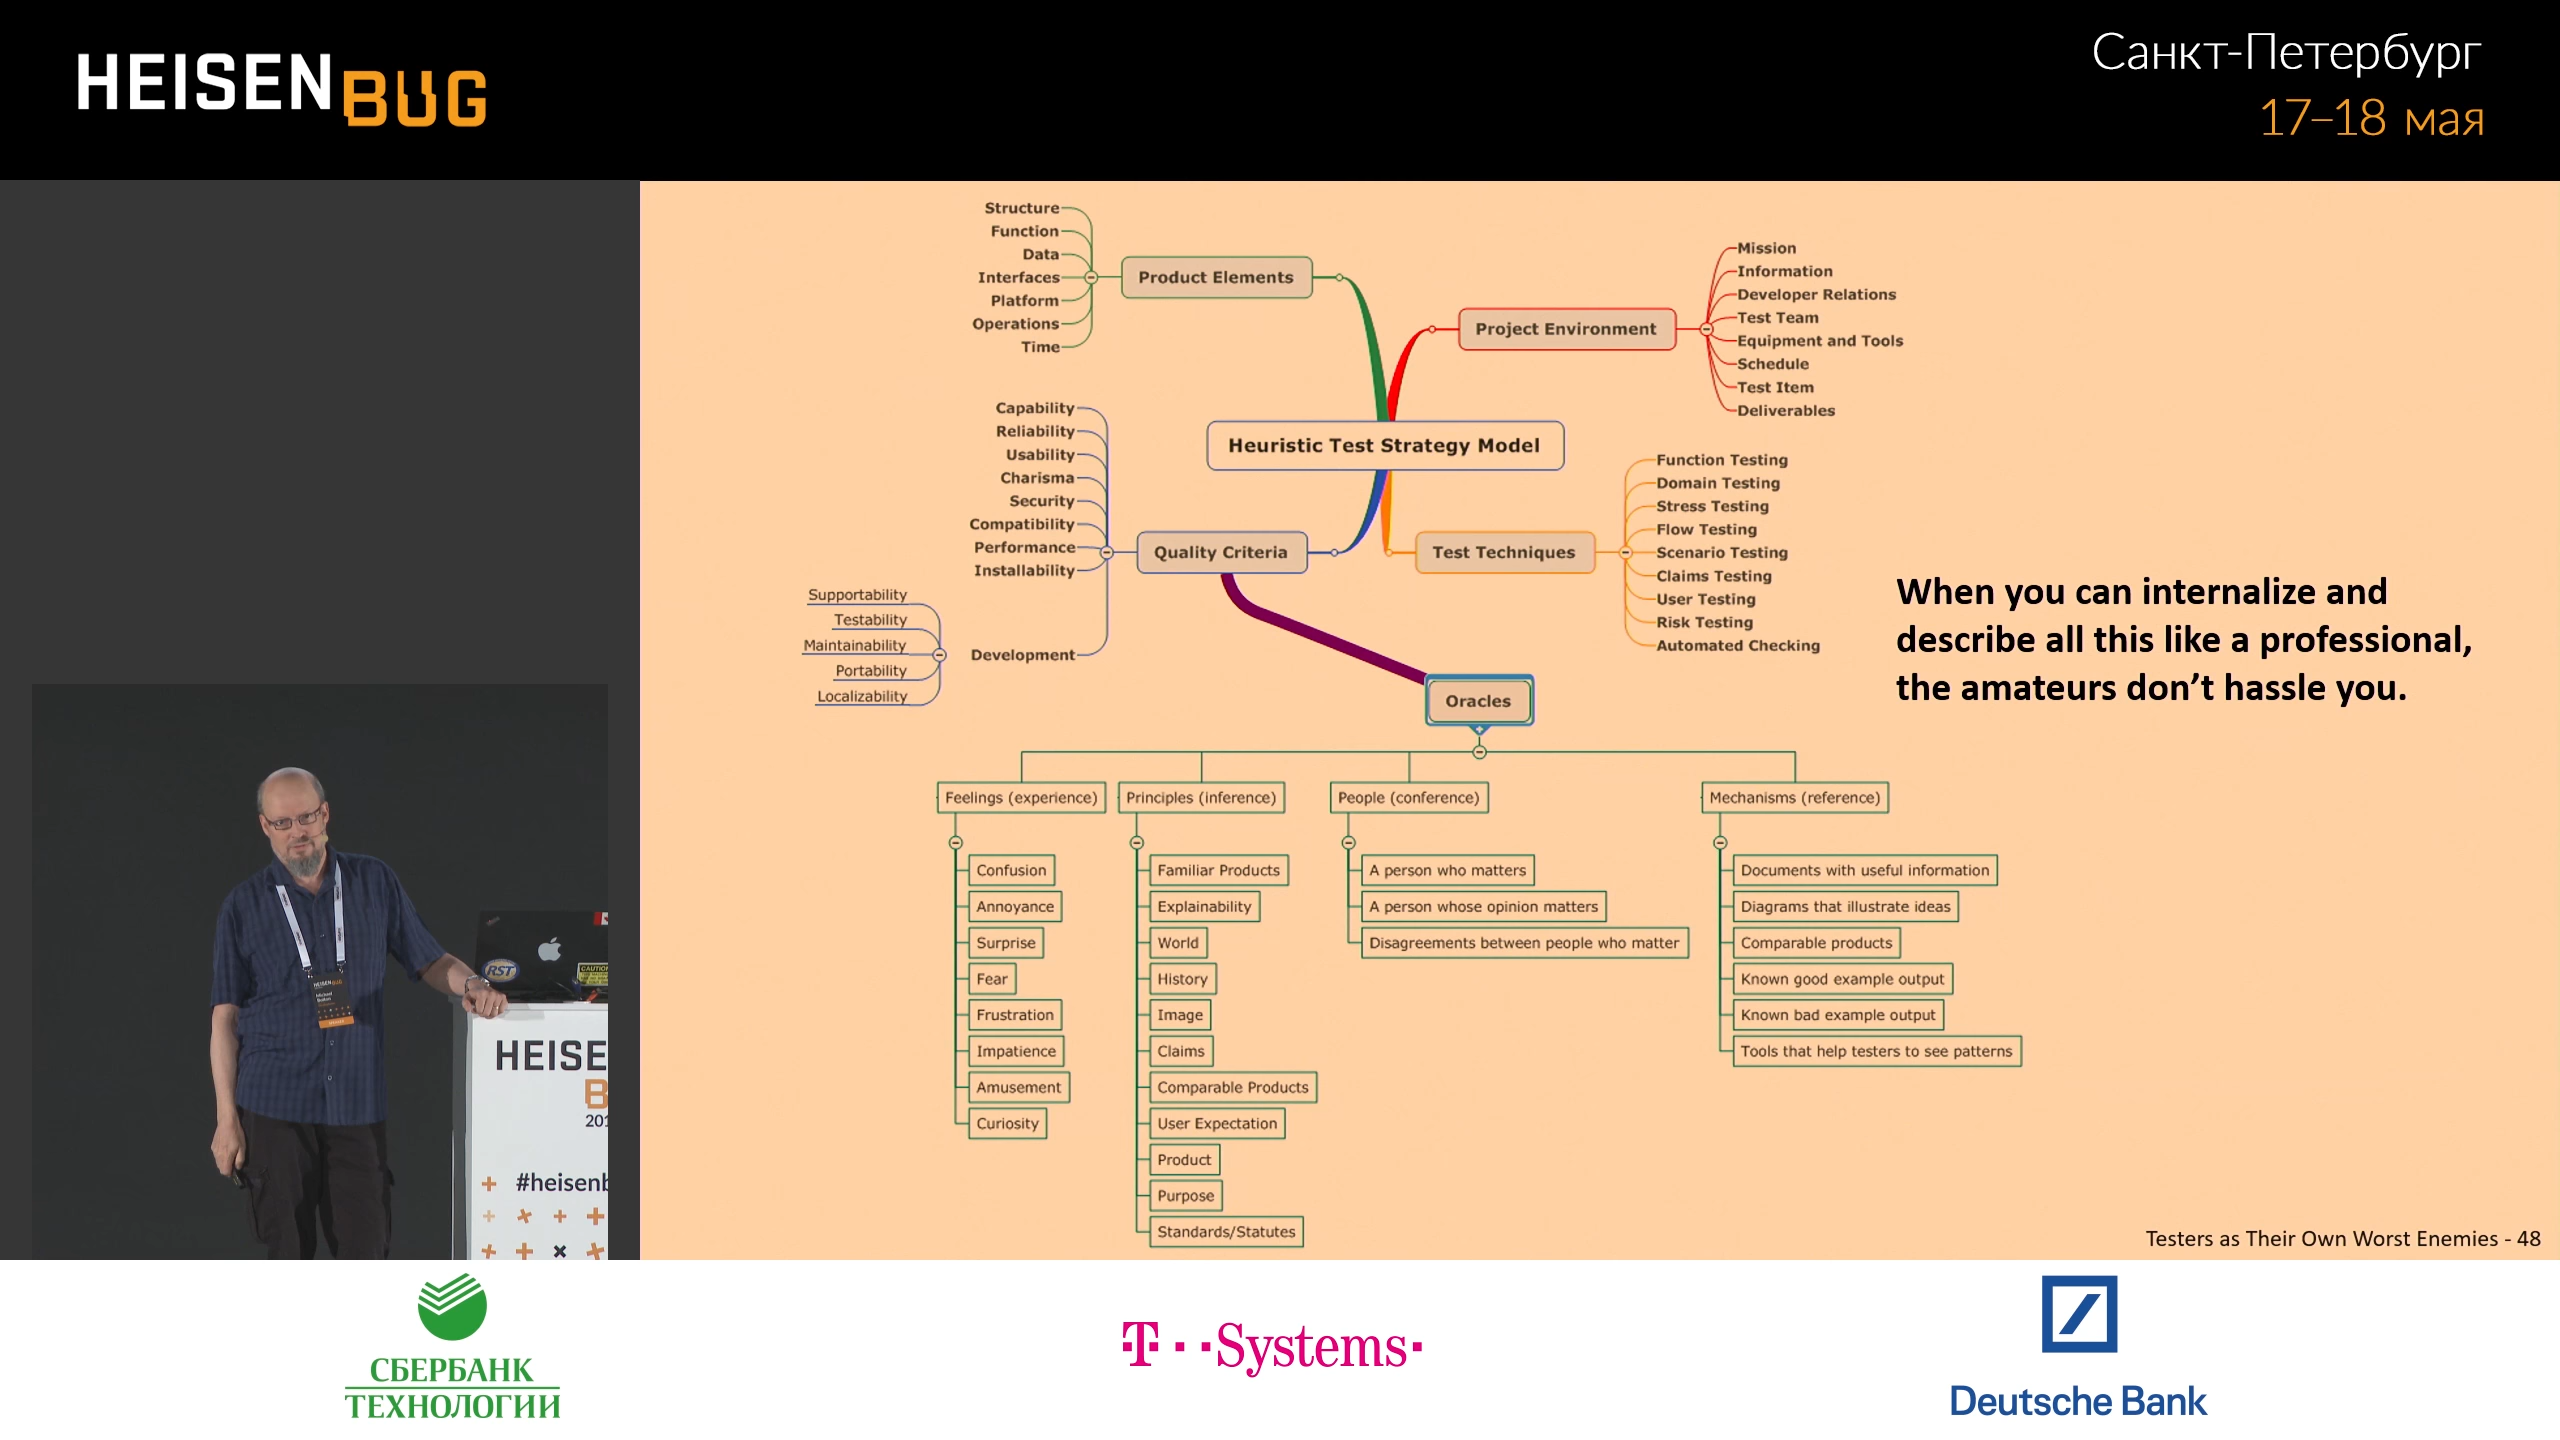 HEISENBUG
Санкт-Петербург
17–18 мая
Structure
Function
Data
Interfaces
Platform
Operations
Time
Product Elements
Project Environment
Mission
Information
Developer Relations
Test Team
Equipment and Tools
Schedule
Test Item
Deliverables
Heuristic Test Strategy Model
Capability
Reliability
Usability
Charisma
Security
Compatibility
Performance
Installability
Development
Supportability
Testability
Maintainability
Portability
Localizability
Quality Criteria
Test Techniques
Function Testing
Domain Testing
Stress Testing
Flow Testing
Scenario Testing
Claims Testing
User Testing
Risk Testing
Automated Checking
When you can internalize and
describe all this like a professional,
the amateurs don’t hassle you.
Oracles
Feelings (experience)
Confusion
Annoyance
Surprise
Fear
Frustration
Impatience
Amusement
Curiosity
Principles (inference)
Familiar Products
Explainability
World
History
Image
Claims
Comparable Products
User Expectation
Product
Purpose
Standards/Statutes
People (conference)
A person who matters
A person whose opinion matters
Disagreements between people who matter
Mechanisms (reference)
Documents with useful information
Diagrams that illustrate ideas
Comparable products
Known good example output
Known bad example output
Tools that help testers to see patterns
Testers as Their Own Worst Enemies - 48
RST
CAUTION
HEISENBUG
Michael
Bolton
HEISE
B
201
#heisenb
СБЕРБАНК
ТЕХНОЛОГИИ
T··Systems·
Deutsche Bank